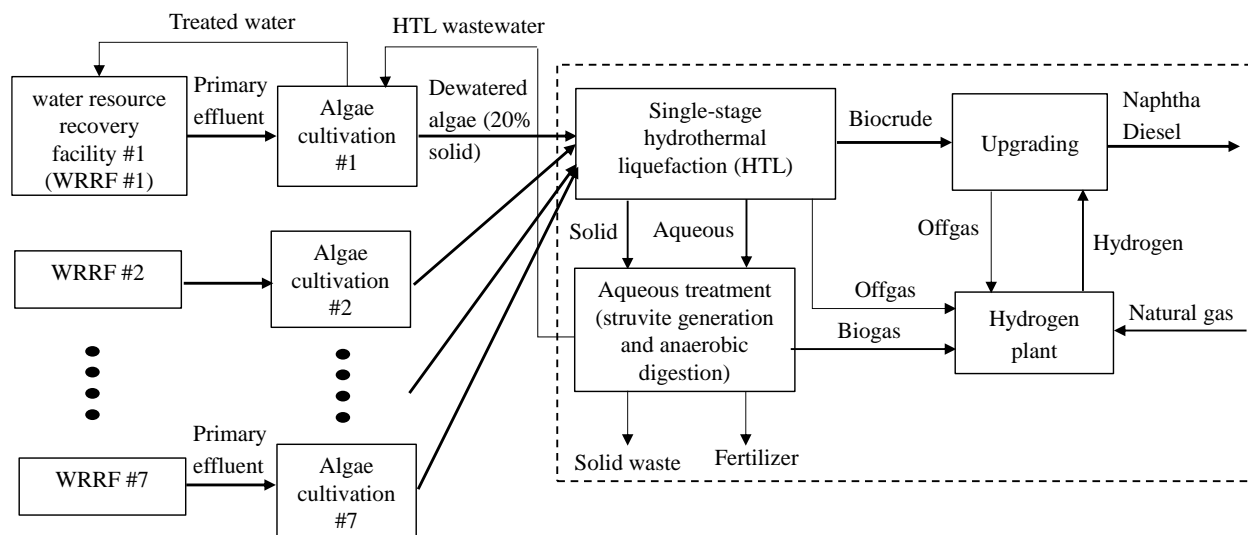 Treated water
HTL wastewater
water resource
recovery
facility #1
(WRRF #1)
Primary
effluent
Algae
cultivation
#1
Dewatered
algae (20%
solid)
Single-stage
hydrothermal
liquefaction (HTL)
Biocrude
Upgrading
Naphtha
Diesel
Solid
Aqueous
Offgas
Hydrogen
WRRF #2
Algae
cultivation
#2
Aqueous treatment
(struvite generation
and anaerobic
digestion)
Offgas
Biogas
Hydrogen
plant
Natural gas
WRRF #7
Primary
effluent
Algae
cultivation
#7
Solid waste
Fertilizer